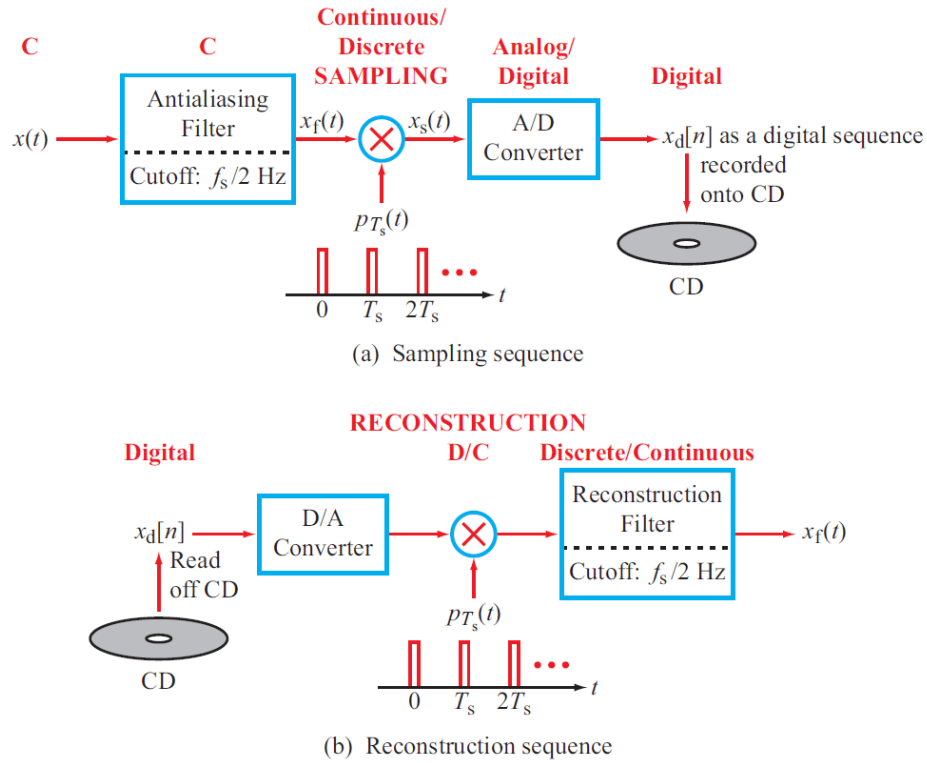 Continuous/
C C Discrete Analog/
SAMPLING Digital Digital
Antialiasing
Filter
Cutoff: fs/2 Hz
x(t)
xf(t)
xs(t)
A/D
Converter
xd[n] as a digital sequence
recorded
onto CD
pTs(t)
CD
0 Ts 2Ts t
(a) Sampling sequence
RECONSTRUCTION
Digital D/C Discrete/Continuous
xd[n]
Read
off CD
D/A
Converter
Reconstruction
Filter
Cutoff: fs/2 Hz
xf(t)
pTs(t)
CD
0 Ts 2Ts t
(b) Reconstruction sequence